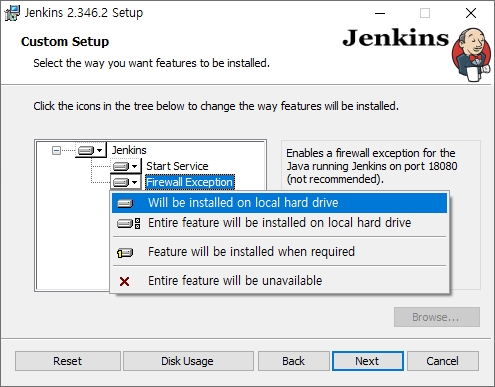 Jenkins 2.346.2 Setup
Custom Setup
Select the way you want features to be installed.
Jenkins
Click the icons in the tree below to change the way features will be installed.
Jenkins
Start Service
Firewall Exception
Enables a firewall exception for the
Java running Jenkins on port 18080
(not recommended).
Will be installed on local hard drive
Entire feature will be installed on local hard drive
Feature will be installed when required
Entire feature will be unavailable
Browse...
Reset
Disk Usage
Back
Next
Cancel